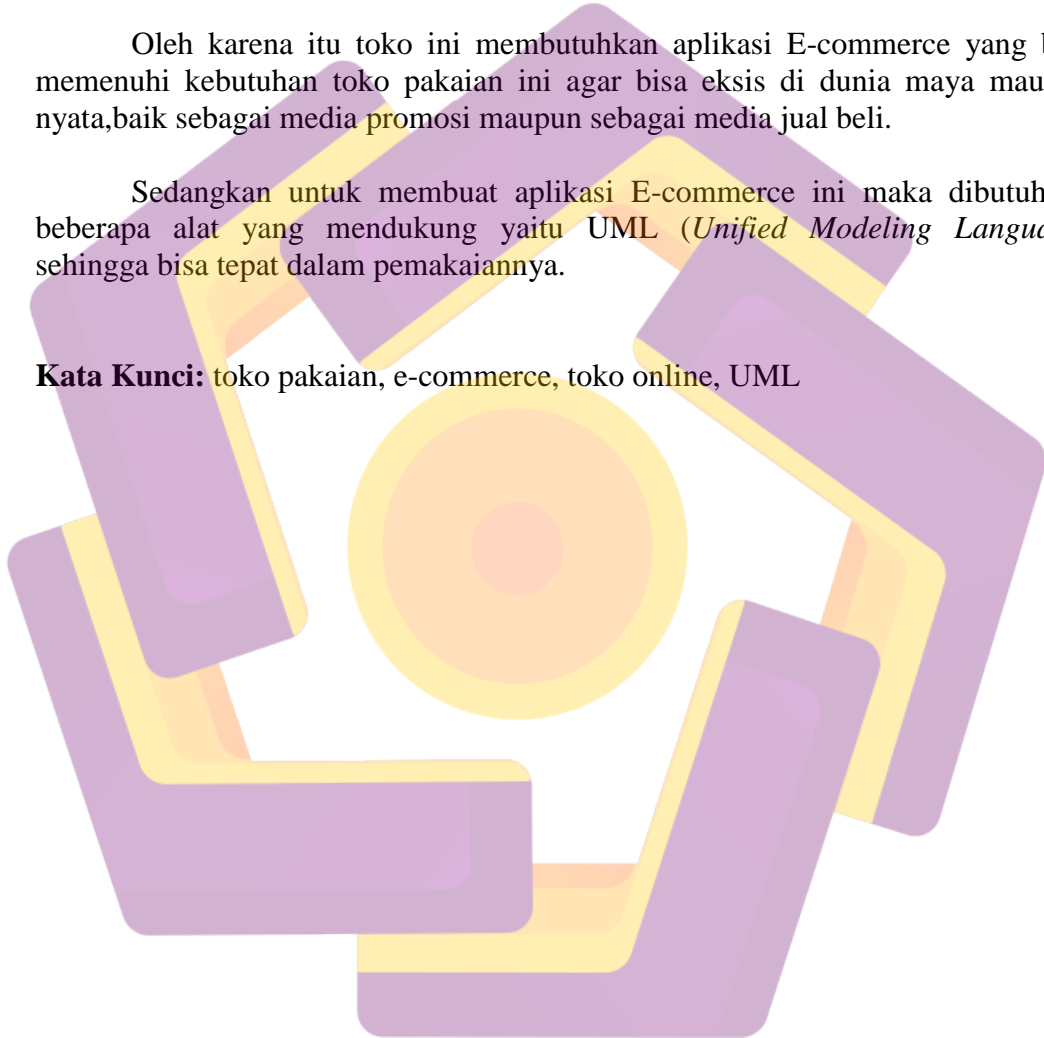 Oleh karena itu toko ini membutuhkan aplikasi E-commerce yang
memenuhi kebutuhan toko pakaian ini agar bisa eksis di dunia maya
nyata,baik sebagai media promosi maupun sebagai media jual beli.
Sedangkan untuk membuat aplikasi E-commerce ini maka
beberapa alat yang mendukung yaitu UML (Unified Modeling
sehingga bisa tepat dalam pemakaiannya.
Kata Kunci: toko pakaian, e-commerce, toko online, UML